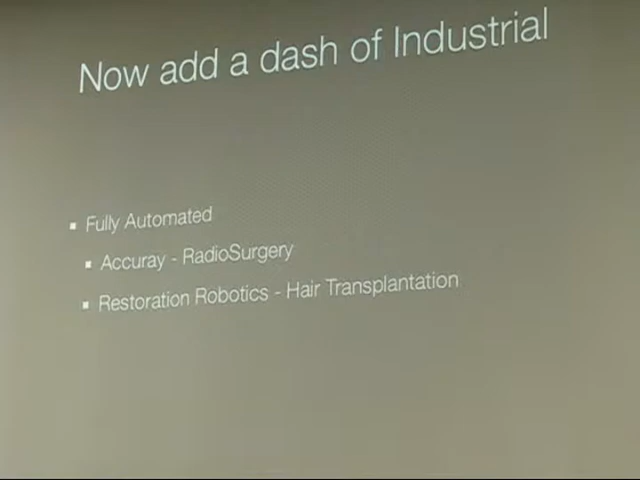 Now add a dash of Industrial
Fully Automated
Accuray - RadioSurgery
Restoration Robotics - Hair Transplantation